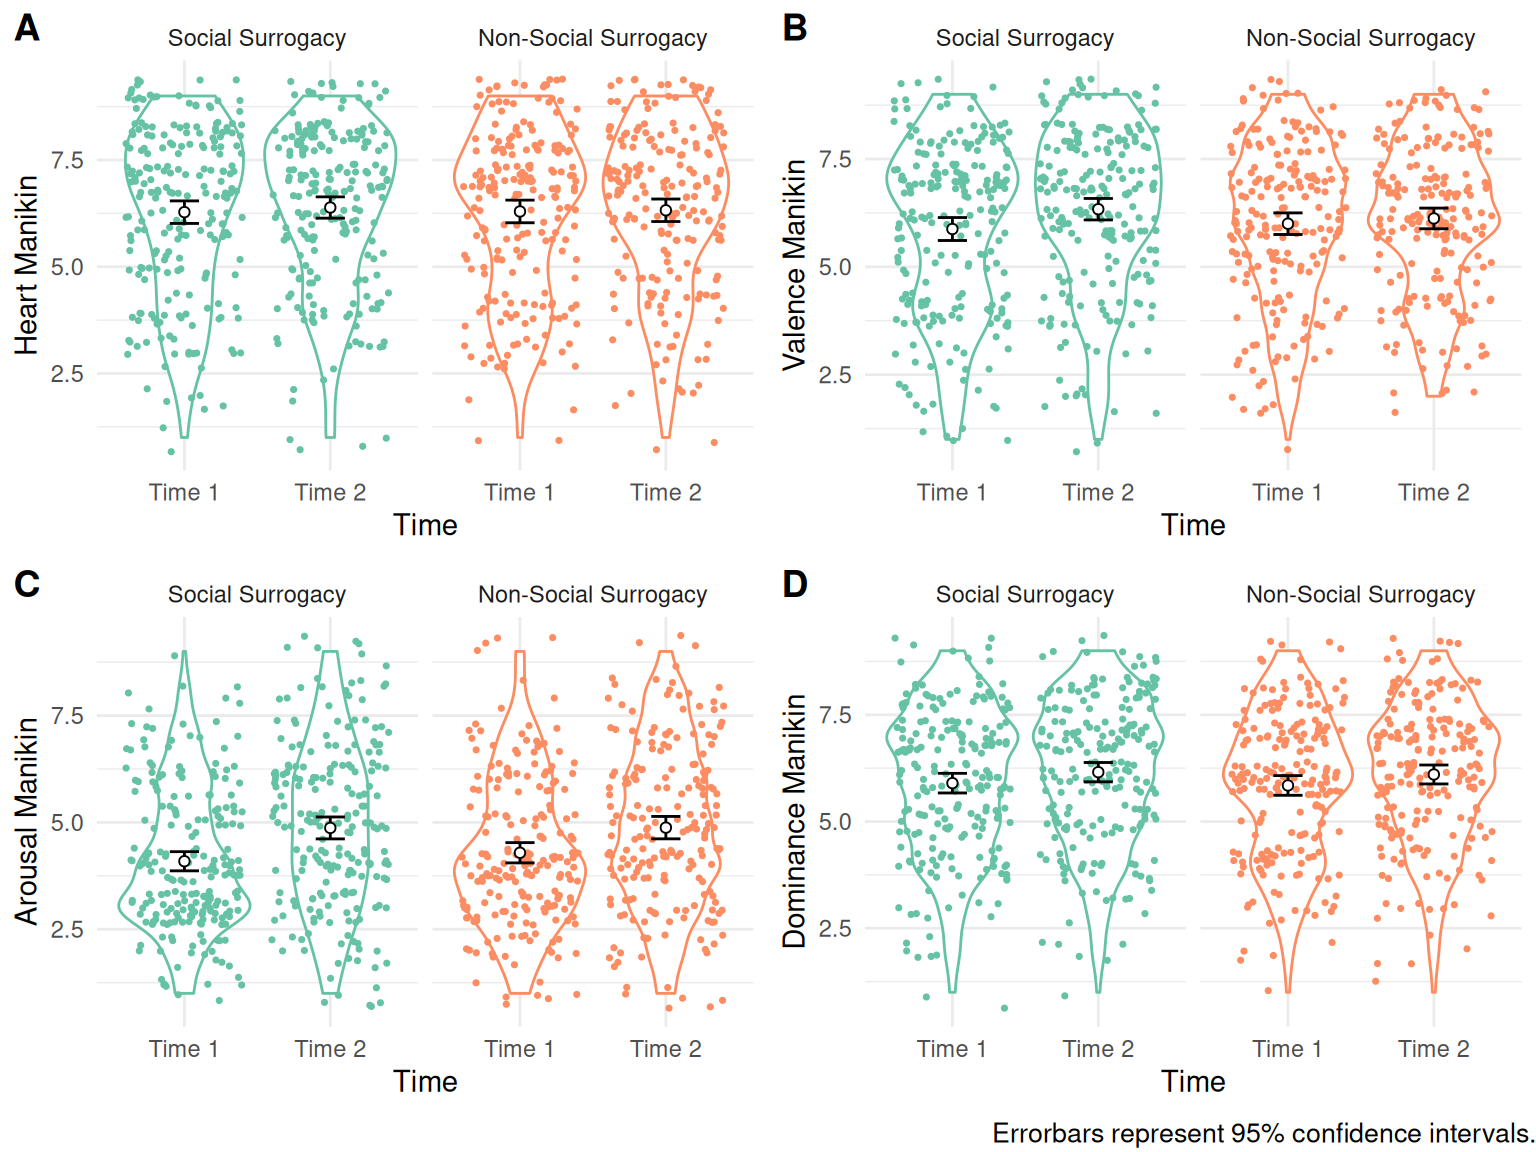 A
Social Surrogacy
Non-Social Surrogacy
Heart Manikin
7.5
5.0
2.5
Time 1
Time 2
Time 1
Time 2
Time
B
Social Surrogacy
Non-Social Surrogacy
Valence Manikin
7.5
5.0
2.5
Time 1
Time 2
Time 1
Time 2
Time
C
Social Surrogacy
Non-Social Surrogacy
Arousal Manikin
7.5
5.0
2.5
Time 1
Time 2
Time 1
Time 2
Time
D
Social Surrogacy
Non-Social Surrogacy
Dominance Manikin
7.5
5.0
2.5
Time 1
Time 2
Time 1
Time 2
Time
Errorbars represent 95% confidence intervals.